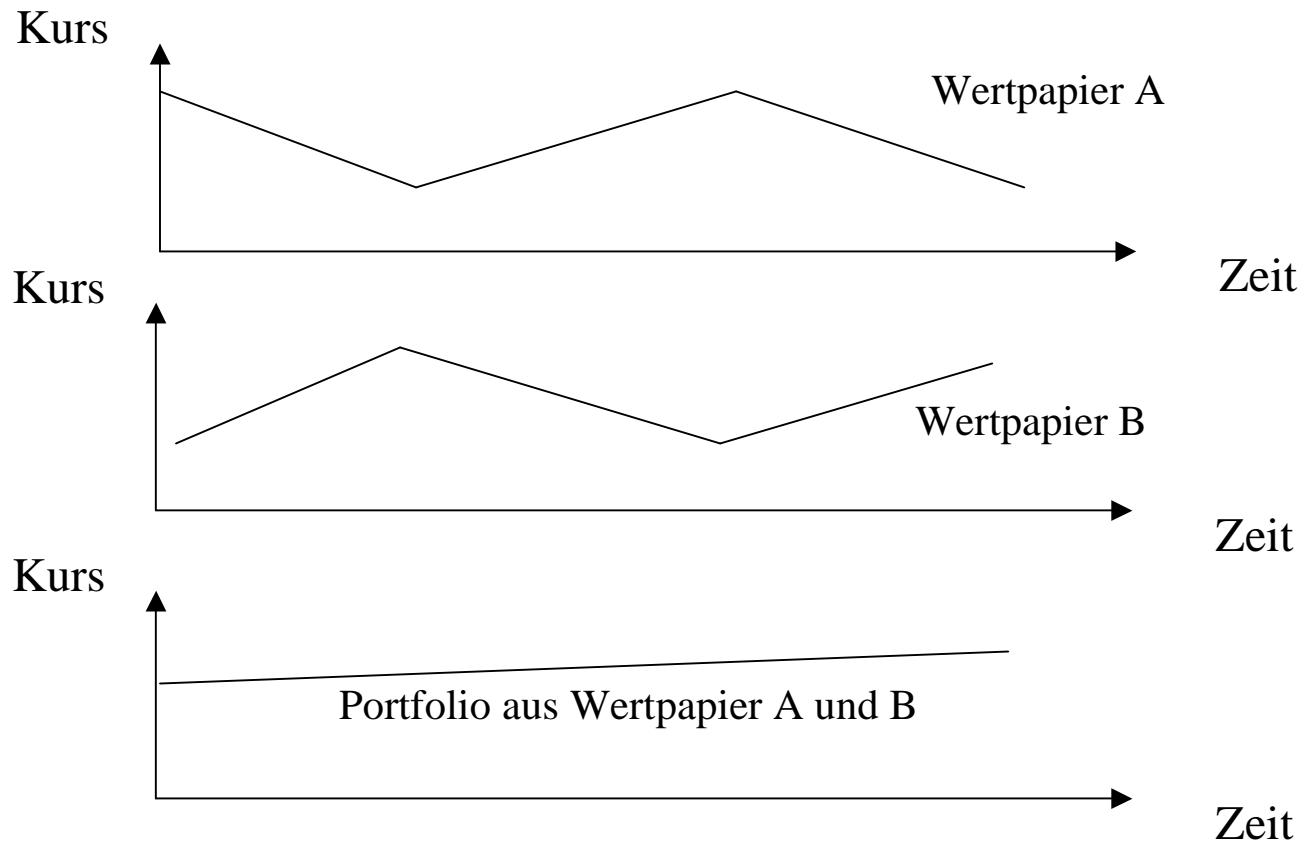 Kurs
Wertpapier A
Zeit
Kurs
Wertpapier B
Zeit
Kurs
Portfolio aus Wertpapier A und B
Zeit